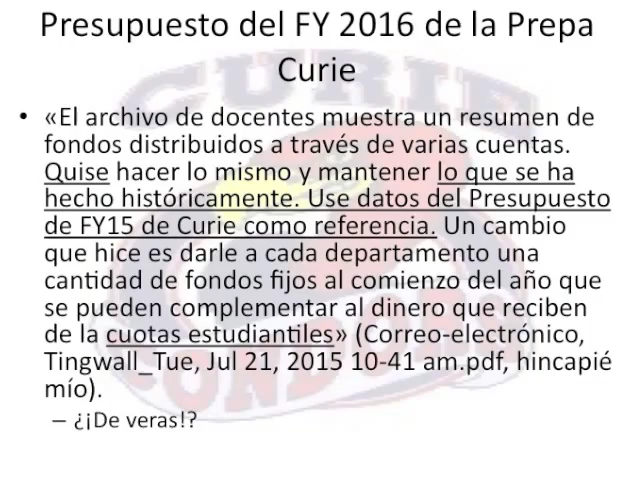 Presupuesto del FY 2016 de la Prepa
Curie
• «El archivo de docentes muestra un resumen de
fondos distribuidos a través de varias cuentas.
Quise hacer lo mismo y mantener lo que se ha
hecho históricamente. Use datos del Presupuesto
de FY15 de Curie como referencia. Un cambio
que hice es darle a cada departamento una
cantidad de fondos fijos al comienzo del año que
se pueden complementar al dinero que reciben
de la cuotas estudiantiles» (Correo-electrónico,
Tingwall_Tue, Jul 21, 2015 10-41 am.pdf, hincapié
mío).
– ¿¡De veras!?
CURIE
CONDORS